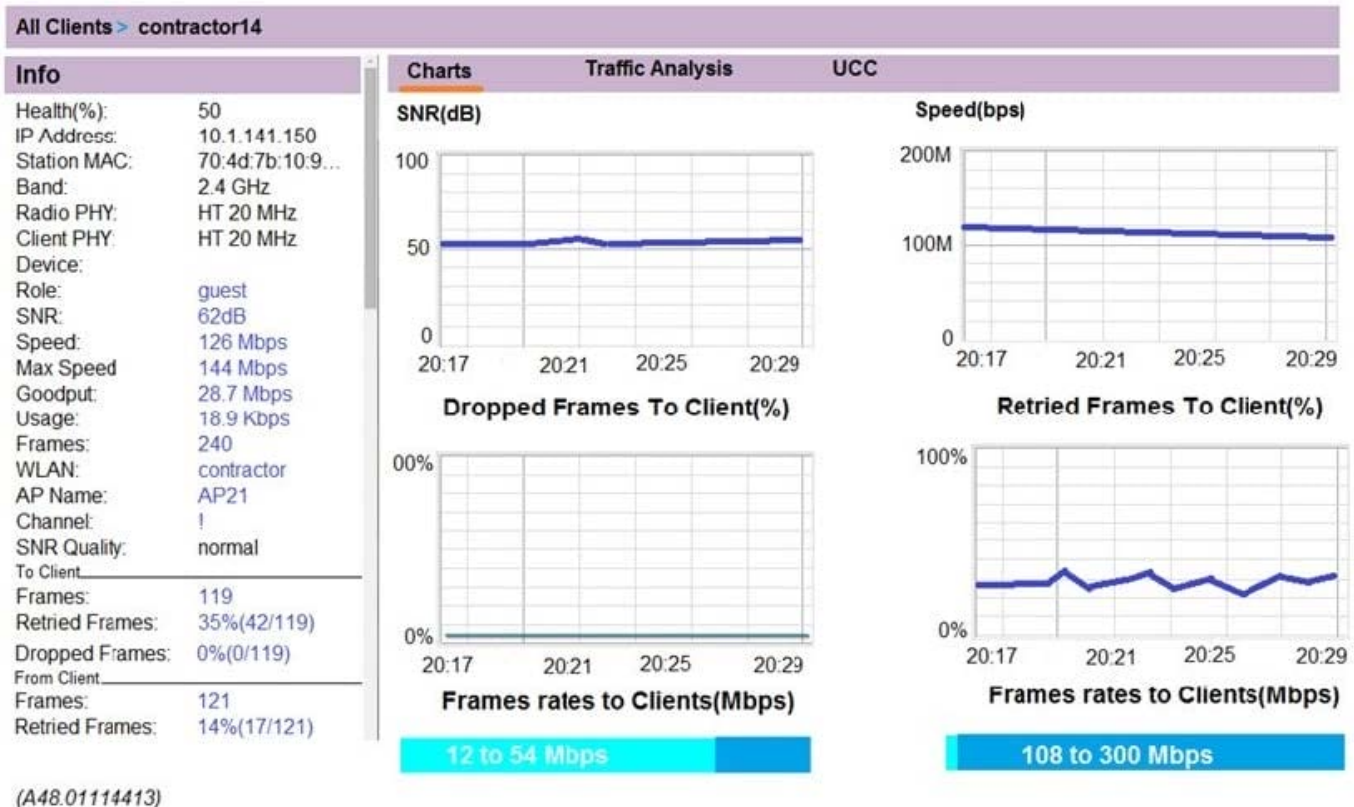 All Clients > contractor14
Info
Health(%): 50
IP Address: 10.1.141.150
Station MAC: 70:4d:7b:10:9...
Band: 2.4 GHz
Radio PHY: HT 20 MHz
Client PHY: HT 20 MHz
Device:
Role: guest
SNR: 62dB
Speed: 126 Mbps
Max Speed 144 Mbps
Goodput: 28.7 Mbps
Usage: 18.9 Kbps
Frames: 240
WLAN: contractor
AP Name: AP21
Channel: !
SNR Quality: normal
To Client
Frames: 119
Retried Frames: 35%(42/119)
Dropped Frames: 0%(0/119)
From Client
Frames: 121
Retried Frames: 14%(17/121)
(A48.01114413)
Charts Traffic Analysis UCC
SNR(dB)
100
50
0
20:17 20:21 20:25 20:29
Speed(bps)
200M
100M
0
20:17 20:21 20:25 20:29
Dropped Frames To Client(%)
00%
0%
20:17 20:21 20:25 20:29
Retried Frames To Client(%)
100%
0%
20:17 20:21 20:25 20:29
Frames rates to Clients(Mbps)
12 to 54 Mbps
Frames rates to Clients(Mbps)
108 to 300 Mbps